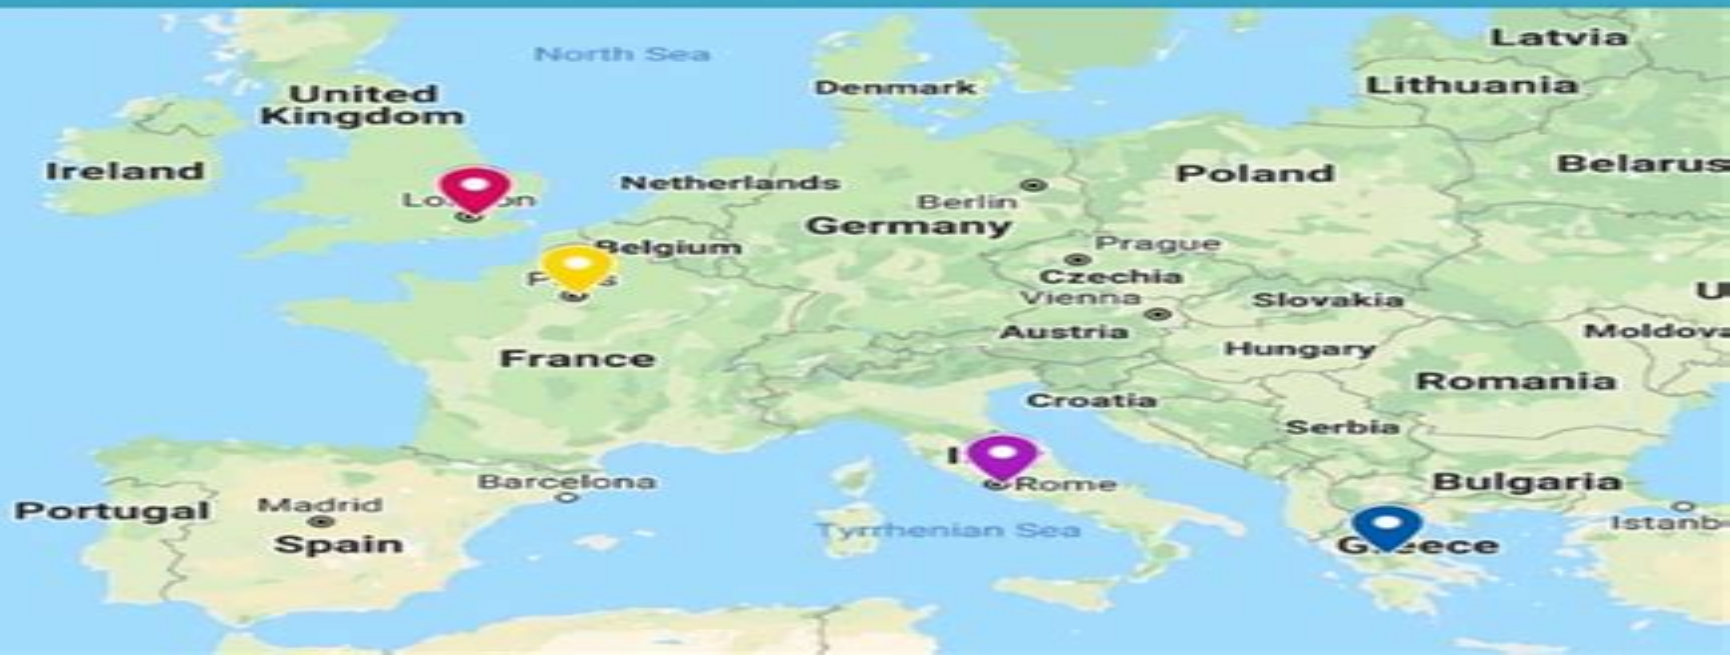 North Sea
Latvia
Denmark
Lithuania
United
Kingdom
Ireland
Netherlands
Poland
Belarus
Berlin
Germany
Belgium
Prague
Czechia
Vienna
Slovakia
Austria
Moldova
Hungary
France
Romania
Croatia
Serbia
Barcelona
Rome
Bulgaria
Portugal
Madrid
Spain
Tyrrhenian Sea
Istanb